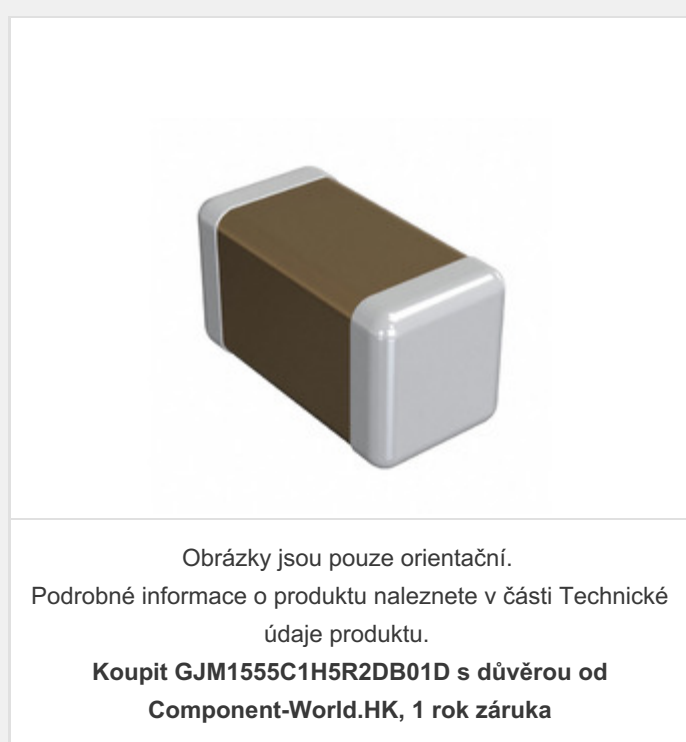 Obrázky jsou pouze orientační.
Podrobné informace o produktu naleznete v části Technické
údaje produktu.
Koupit GJM1555C1H5R2DB01D s důvěrou od
Component-World.HK, 1 rok záruka